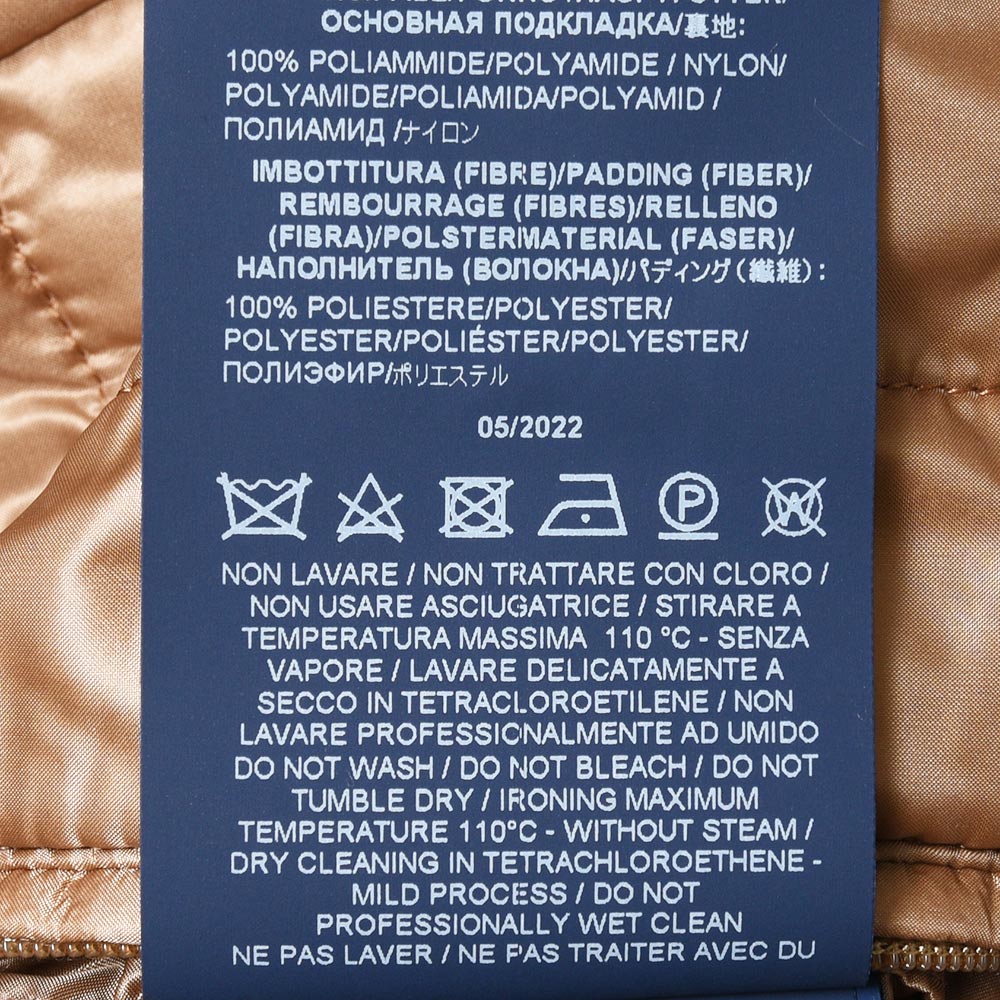 ОСНОВНАЯ ПОДКЛАДКА/裏地:
100% POLIAMMIDE/POLYAMIDE / NYLON/
POLYAMIDE/POLIAMIDA/POLYAMID /
ПОЛИАМИД /ナイロン
IMBOTTITURA (FIBRE)/PADDING (FIBER)/
REMBOURRAGE (FIBRES)/RELLENO
(FIBRA)/POLSTERMATERIAL (FASER)/
НАПОЛНИТЕЛЬ (ВОЛОКНА)/パディング(繊維):
100% POLIESTERE/POLYESTER/
POLYESTER/POLIÉSTER/POLYESTER/
ПОЛИЭФИР/ポリエステル
05/2022
P W
NON LAVARE / NON TRATTARE CON CLORO /
NON USARE ASCIUGATRICE / STIRARE A
TEMPERATURA MASSIMA 110 °C - SENZA
VAPORE / LAVARE DELICATAMENTE A
SECCO IN TETRACLOROETILENE / NON
LAVARE PROFESSIONALMENTE AD UMIDO
DO NOT WASH / DO NOT BLEACH / DO NOT
TUMBLE DRY / IRONING MAXIMUM
TEMPERATURE 110°C - WITHOUT STEAM /
DRY CLEANING IN TETRACHLOROETHENE -
MILD PROCESS / DO NOT
PROFESSIONALLY WET CLEAN
NE PAS LAVER / NE PAS TRAITER AVEC DU